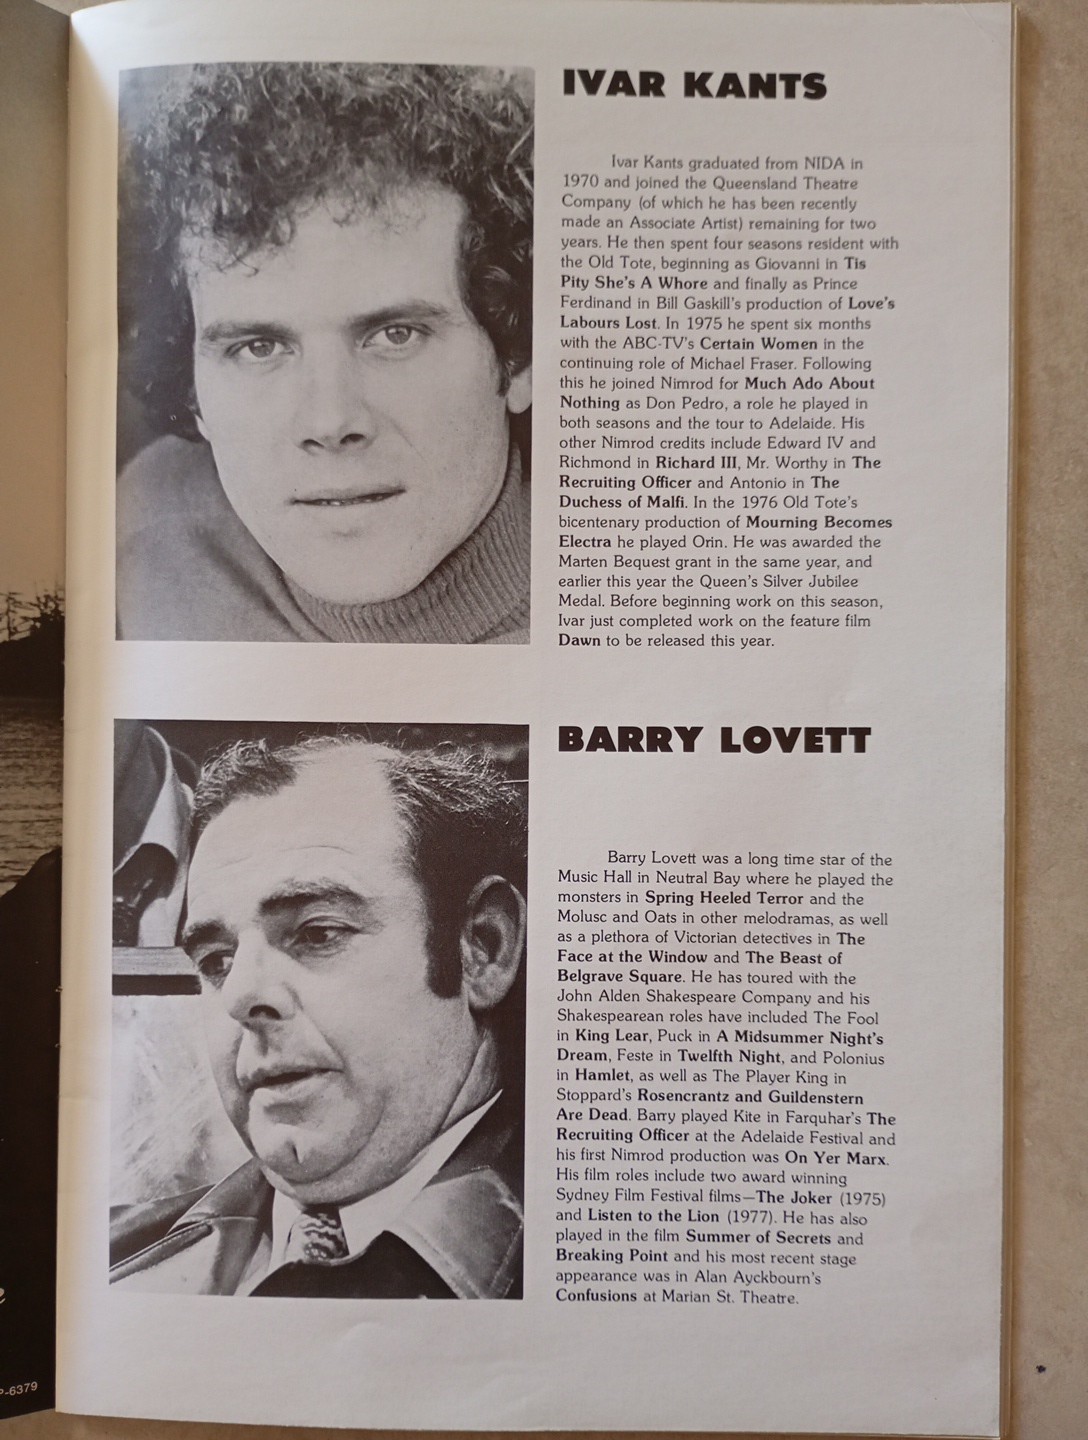 IVAR KANTS
Ivar Kants graduated from NIDA in
1970 and joined the Queensland Theatre
Company (of which he has been recently
made an Associate Artist) remaining for two
years. He then spent four seasons resident with
the Old Tote, beginning as Giovanni in Tis
Pity She's A Whore and finally as Prince
Ferdinand in Bill Gaskill's production of Love's
Labours Lost. In 1975 he spent six months
with the ABC-TV's Certain Women in the
continuing role of Michael Fraser. Following
this he joined Nimrod for Much Ado About
Nothing as Don Pedro, a role he played in
both seasons and the tour to Adelaide. His
other Nimrod credits include Edward IV and
Richmond in Richard III, Mr. Worthy in The
Recruiting Officer and Antonio in The
Duchess of Malfi. In the 1976 Old Tote's
bicentenary production of Mourning Becomes
Electra he played Orin. He was awarded the
Marten Bequest grant in the same year, and
earlier this year the Queen's Silver Jubilee
Medal. Before beginning work on this season,
Ivar just completed work on the feature film
Dawn to be released this year.
BARRY LOVETT
Barry Lovett was a long time star of the
Music Hall in Neutral Bay where he played the
monsters in Spring Heeled Terror and the
Molusc and Oats in other melodramas, as well
as a plethora of Victorian detectives in The
Face at the Window and The Beast of
Belgrave Square. He has toured with the
John Alden Shakespeare Company and his
Shakespearean roles have included The Fool
in King Lear, Puck in A Midsummer Night's
Dream, Feste in Twelfth Night, and Polonius
in Hamlet, as well as The Player King in
Stoppard's Rosencrantz and Guildenstern
Are Dead. Barry played Kite in Farquhar's The
Recruiting Officer at the Adelaide Festival and
his first Nimrod production was On Yer Marx.
His film roles include two award winning
Sydney Film Festival films—The Joker (1975)
and Listen to the Lion (1977). He has also
played in the film Summer of Secrets and
Breaking Point and his most recent stage
appearance was in Alan Ayckbourn's
Confusions at Marian St. Theatre.
P-6379